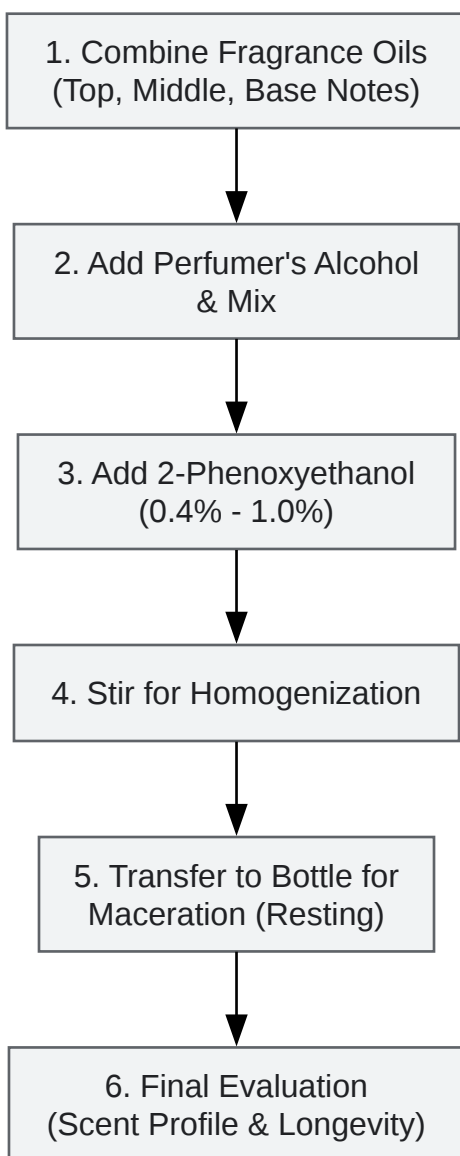 1. Combine Fragrance Oils
(Top, Middle, Base Notes)
2. Add Perfumer's Alcohol
& Mix
3. Add 2-Phenoxyethanol
(0.4% - 1.0%)
4. Stir for Homogenization
5. Transfer to Bottle for
Maceration (Resting)
6. Final Evaluation
(Scent Profile & Longevity)